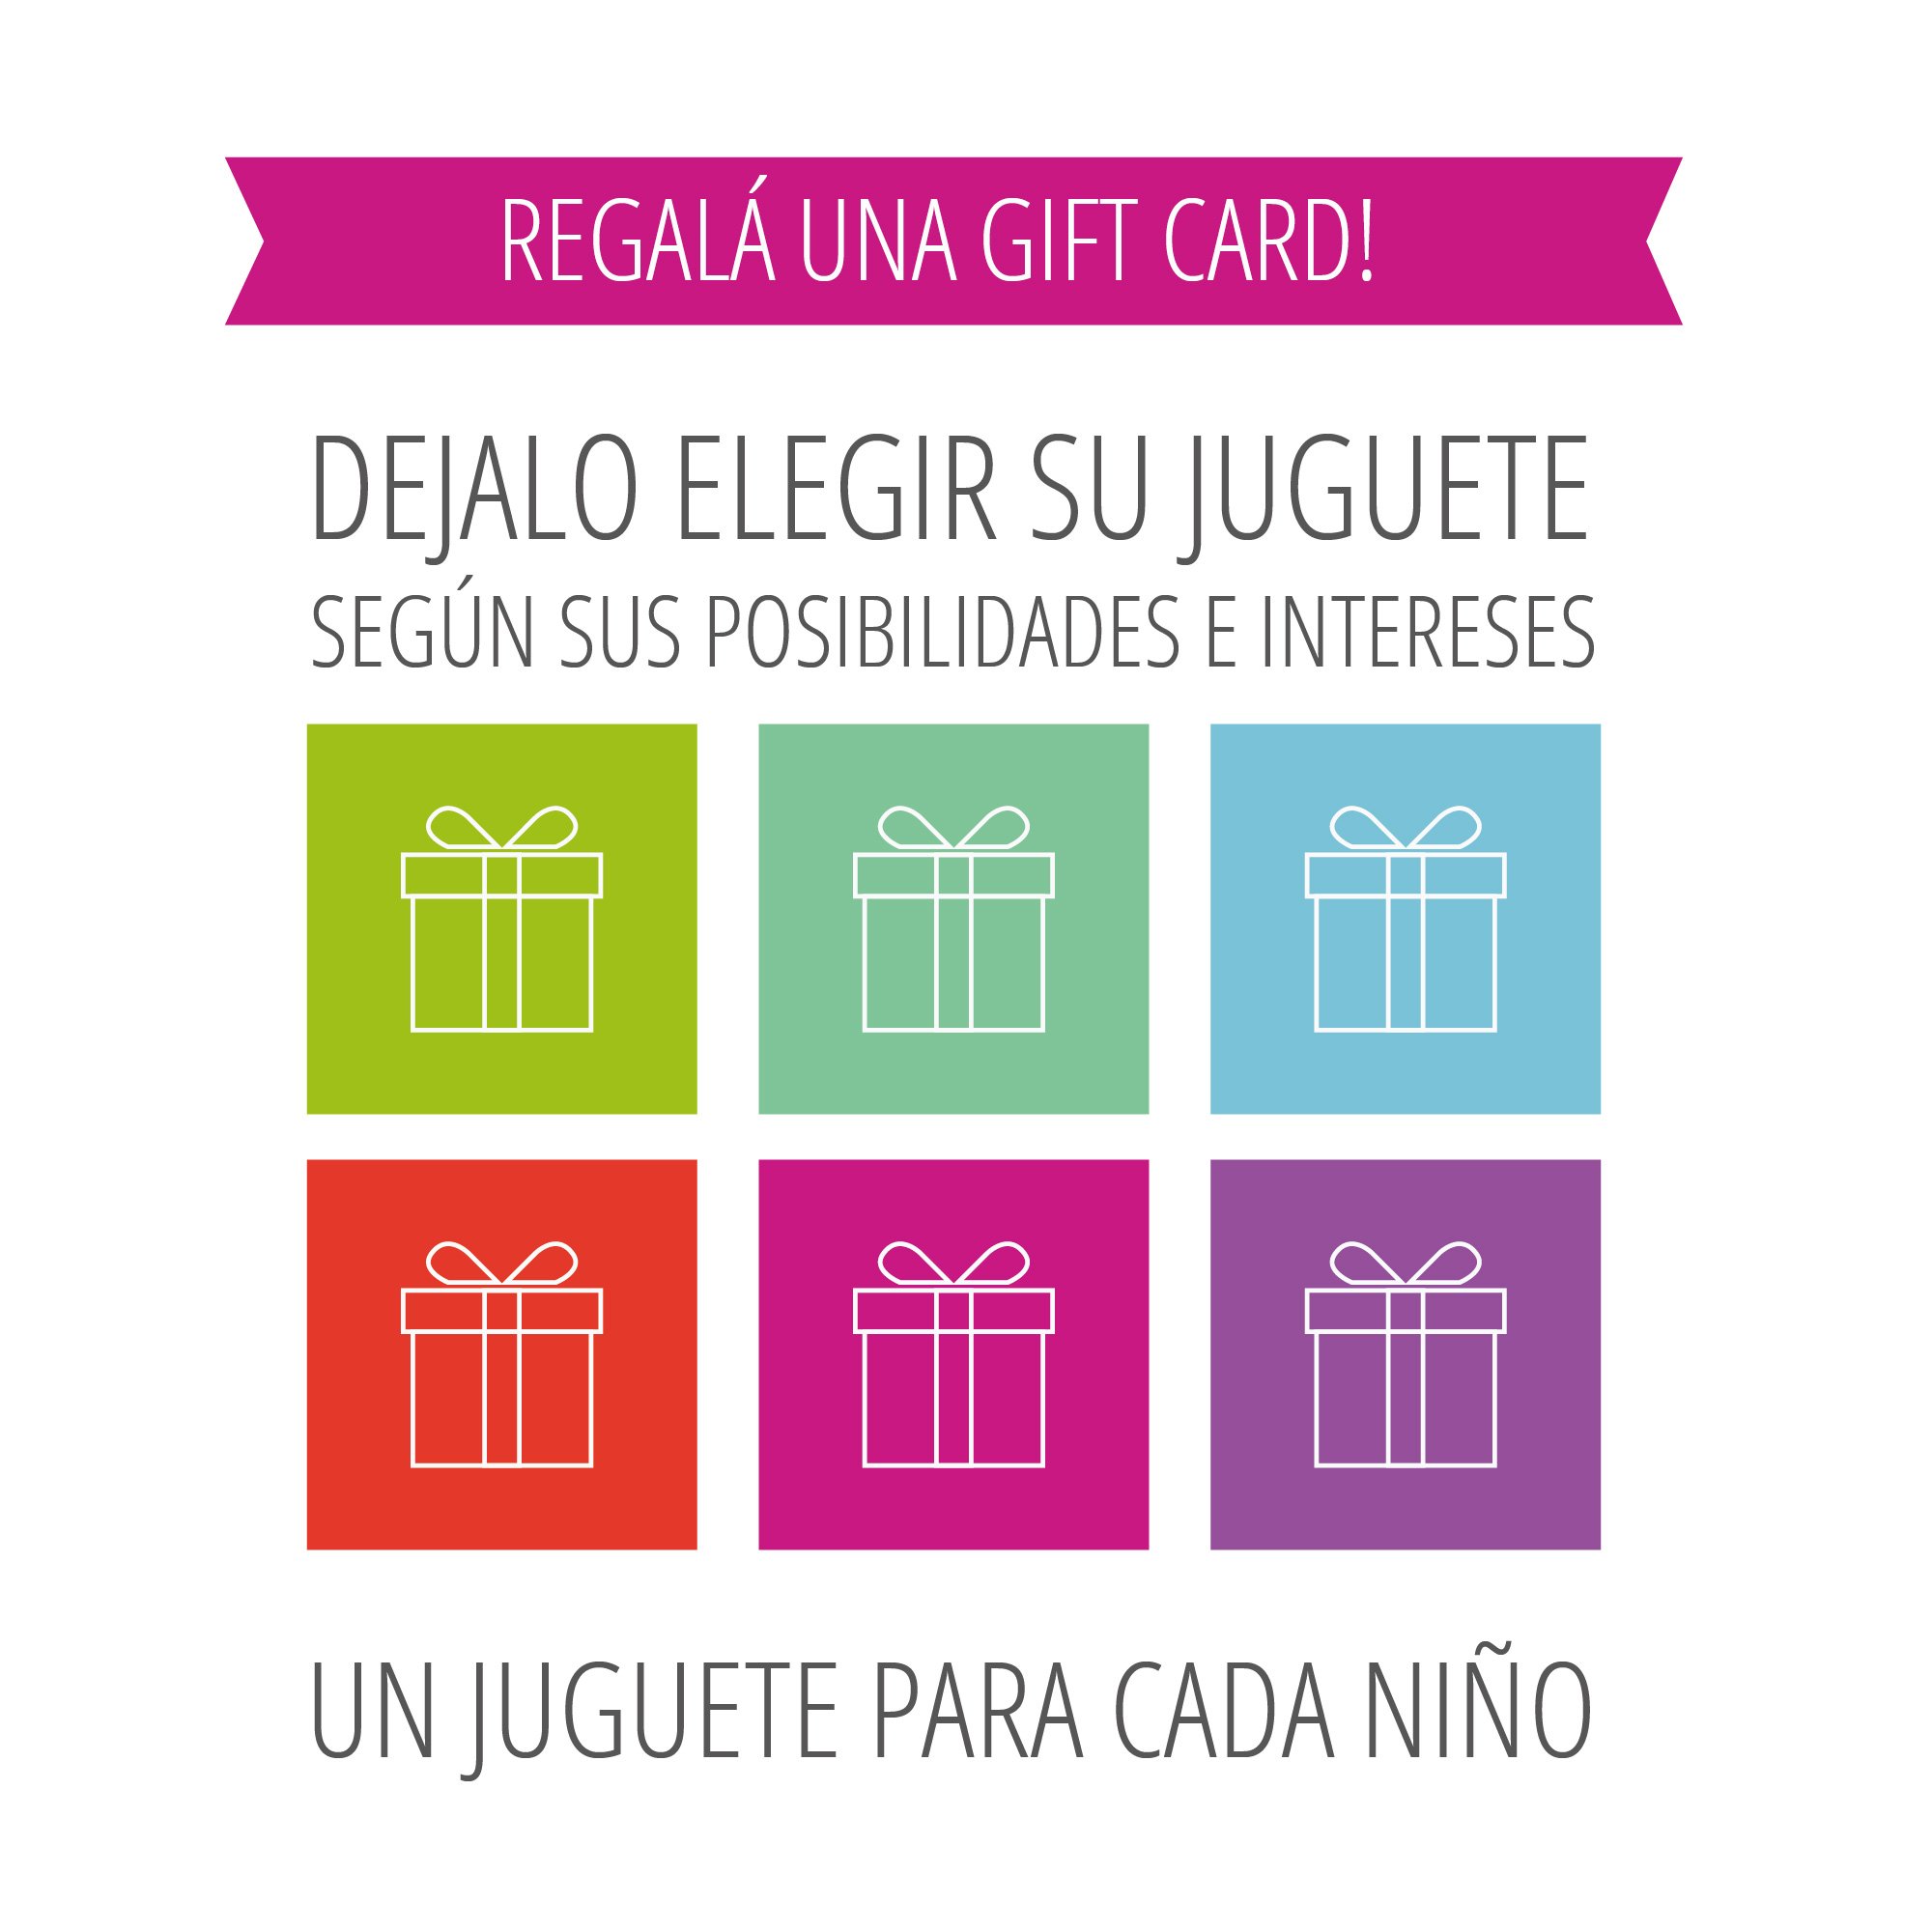 REGALÁ UNA GIFT CARD!
DEJALO ELEGIR SU JUGUETE
SEGÚN SUS POSIBILIDADES E INTERESES
UN JUGUETE PARA CADA NIÑO